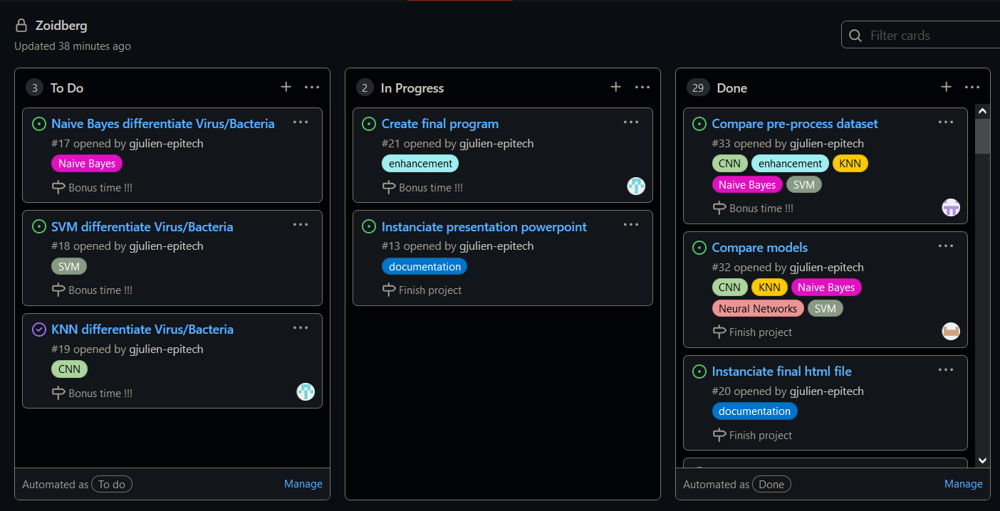 Zoidberg
Updated 38 minutes ago
Filter cards
3 To Do
Naive Bayes differentiate Virus/Bacteria
#17 opened by gjulien-epitech
Naive Bayes
Bonus time !!!
SVM differentiate Virus/Bacteria
#18 opened by gjulien-epitech
SVM
Bonus time !!!
KNN differentiate Virus/Bacteria
#19 opened by gjulien-epitech
CNN
Bonus time !!!
Automated as To do Manage
2 In Progress
Create final program
#21 opened by gjulien-epitech
enhancement
Bonus time !!!
Instanciate presentation powerpoint
#13 opened by gjulien-epitech
documentation
Finish project
29 Done
Compare pre-process dataset
#33 opened by gjulien-epitech
CNN enhancement KNN
Naive Bayes SVM
Bonus time !!!
Compare models
#32 opened by gjulien-epitech
CNN KNN Naive Bayes
Neural Networks SVM
Finish project
Instanciate final html file
#20 opened by gjulien-epitech
documentation
Finish project
Automated as Done Manage